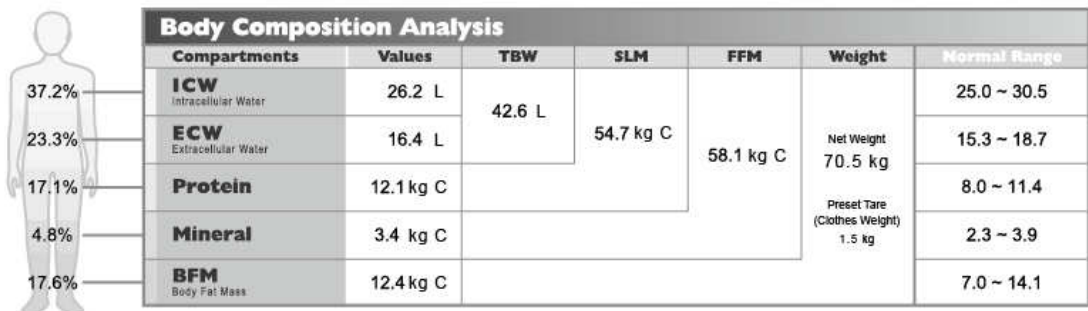 Body Composition Analysis
Compartments Values TBW SLM FFM Weight Normal Range
37.2% ICW 26.2 L 25.0 ~ 30.5
Intracellular Water
42.6 L
23.3% ECW 16.4 L 15.3 ~ 18.7
Extracellular Water
54.7 kg C
58.1 kg C
Net Weight
70.5 kg
17.1% Protein 12.1 kg C 8.0 ~ 11.4
Preset Tare
(Clothes Weight)
1.5 kg
4.8% Mineral 3.4 kg C 2.3 ~ 3.9
17.6% BFM 12.4 kg C 7.0 ~ 14.1
Body Fat Mass